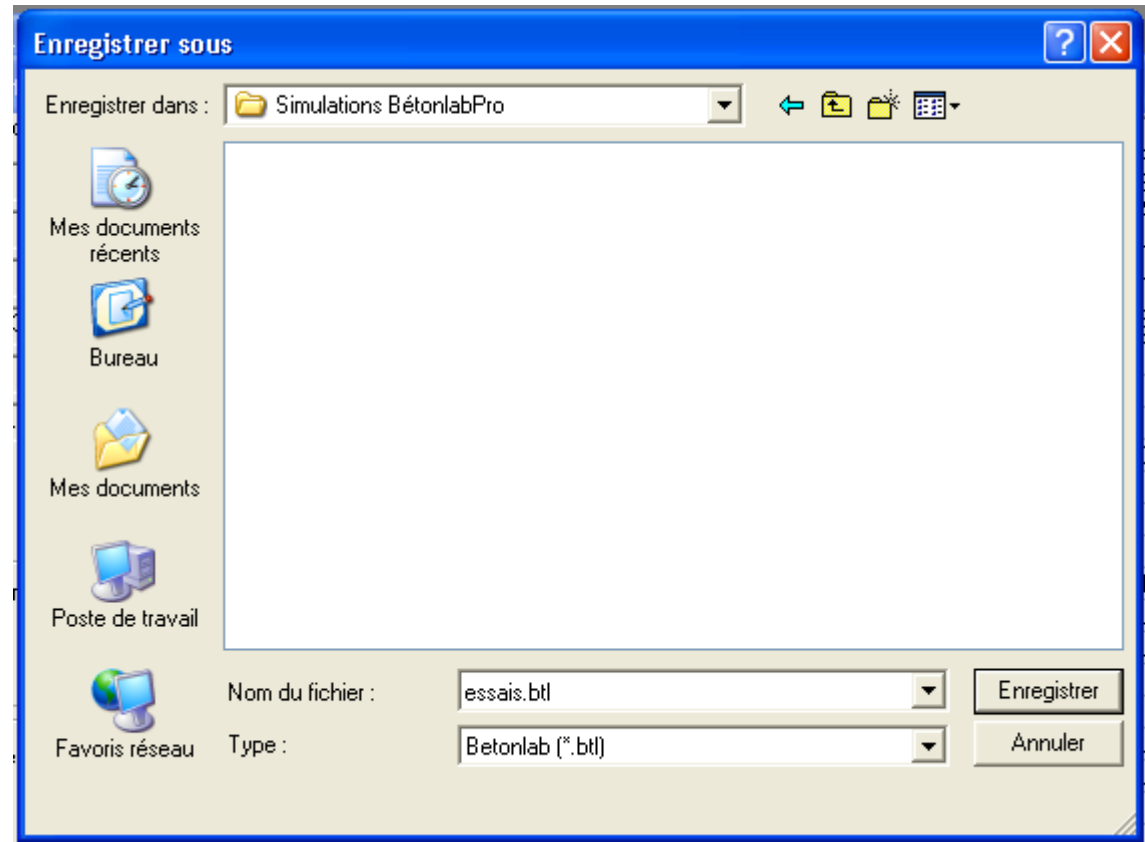 Enregistrer sous
Enregistrer dans :
Simulations BétonlabPro
Mes documents
récents
Bureau
Mes documents
Poste de travail
Favoris réseau
Nom du fichier :
essais.btl
Enregistrer
Type :
Betonlab (*.btl)
Annuler